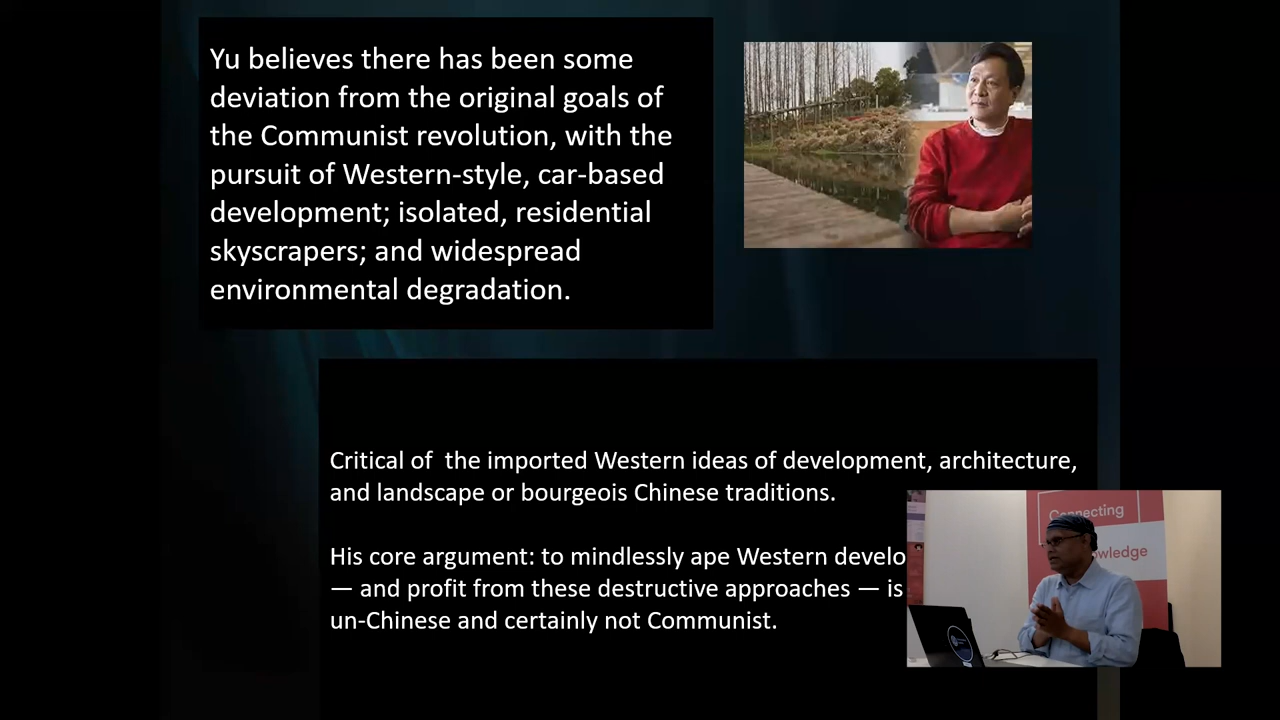 Yu believes there has been some
deviation from the original goals of
the Communist revolution, with the
pursuit of Western-style, car-based
development; isolated, residential
skyscrapers; and widespread
environmental degradation.
Critical of  the imported Western ideas of development, architecture,
and landscape or bourgeois Chinese traditions.
His core argument: to mindlessly ape Western develo
— and profit from these destructive approaches — is
un-Chinese and certainly not Communist.
Connecting
owledge